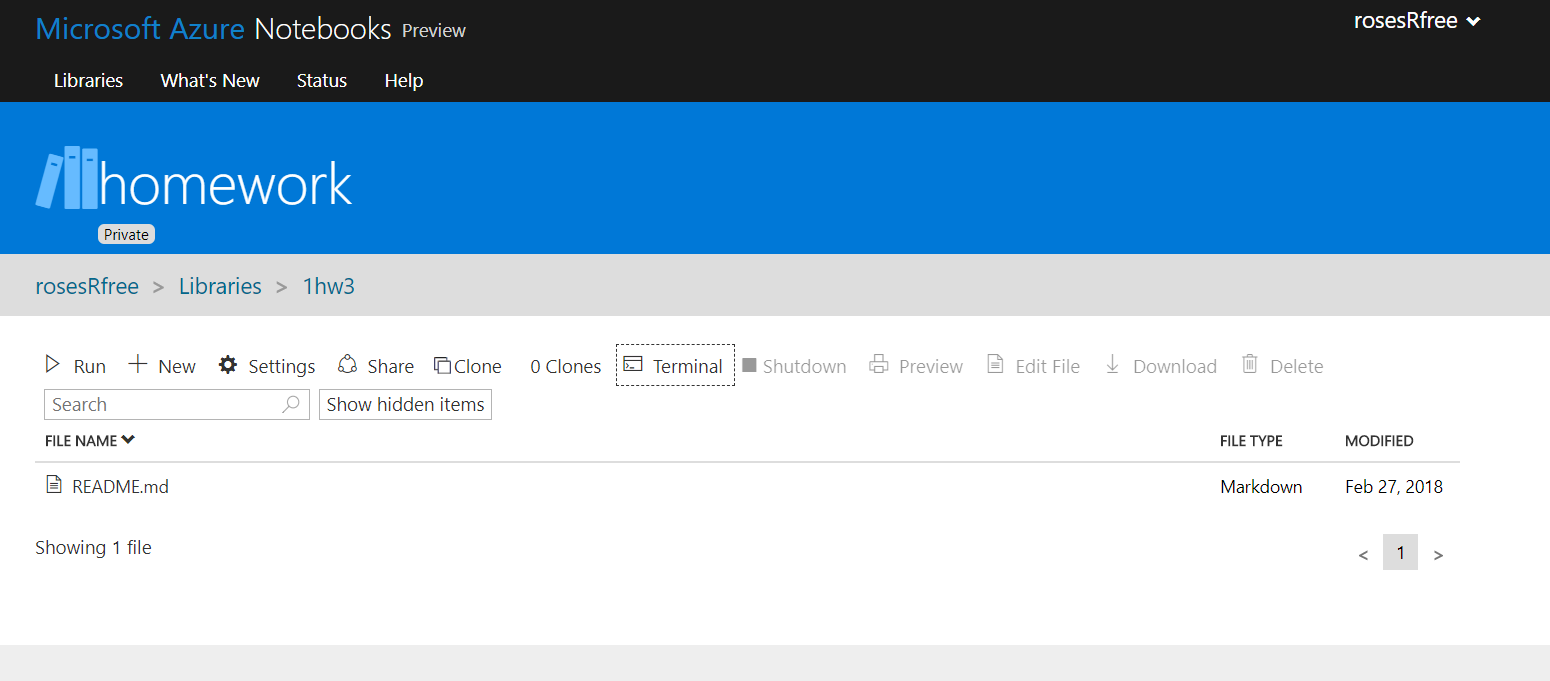 Microsoft Azure Notebooks Preview
rosesRfree
Libraries What's New Status Help
homework
Private
rosesRfree > Libraries > 1hw3
Run New Settings Share Clone 0 Clones Terminal Shutdown Preview Edit File Download Delete
Search Show hidden items
FILE NAME FILE TYPE MODIFIED
README.md Markdown Feb 27, 2018
Showing 1 file
< 1 >